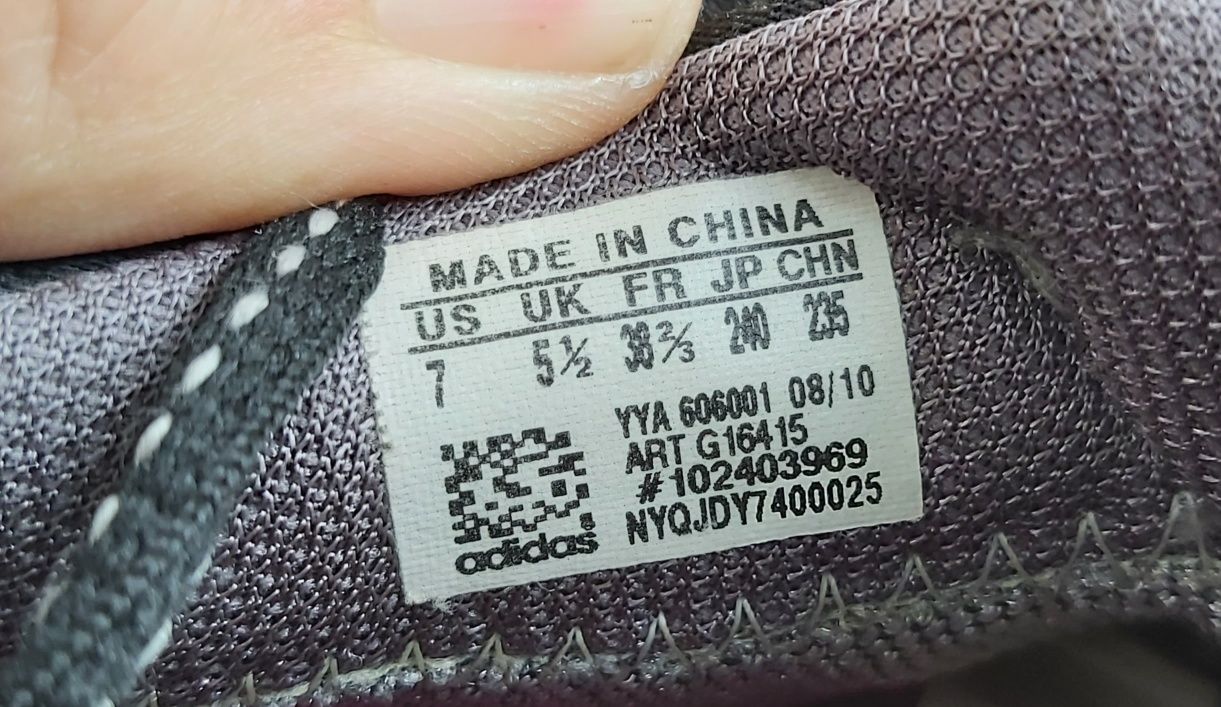 MADE IN CHINA
US UK FR JP CHN
7 5½ 38⅔ 240 235
YYA 606001 08/10
ART G16415
#102403969
NYQJDY7400025
adidas